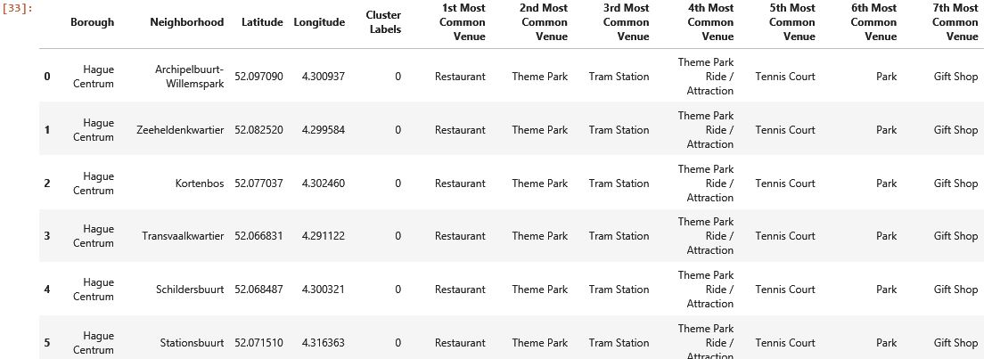 [33]:
Borough Neighborhood Latitude Longitude Cluster Labels 1st Most Common Venue 2nd Most Common Venue 3rd Most Common Venue 4th Most Common Venue 5th Most Common Venue 6th Most Common Venue 7th Most Common Venue
0 Hague Centrum Archipelbuurt-Willemspark 52.097090 4.300937 0 Restaurant Theme Park Tram Station Theme Park Ride / Attraction Tennis Court Park Gift Shop
1 Hague Centrum Zeeheldenkwartier 52.082520 4.299584 0 Restaurant Theme Park Tram Station Theme Park Ride / Attraction Tennis Court Park Gift Shop
2 Hague Centrum Kortenbos 52.077037 4.302460 0 Restaurant Theme Park Tram Station Theme Park Ride / Attraction Tennis Court Park Gift Shop
3 Hague Centrum Transvaalkwartier 52.066831 4.291122 0 Restaurant Theme Park Tram Station Theme Park Ride / Attraction Tennis Court Park Gift Shop
4 Hague Centrum Schildersbuurt 52.068487 4.300321 0 Restaurant Theme Park Tram Station Theme Park Ride / Attraction Tennis Court Park Gift Shop
5 Hague Centrum Stationsbuurt 52.071510 4.316363 0 Restaurant Theme Park Tram Station Theme Park Ride / Attraction Tennis Court Park Gift Shop